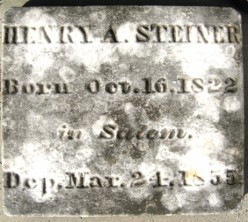 HENRY A. STEINER
Born Oct. 16, 1822
in Salem.
Dep. Mar. 24, 1855